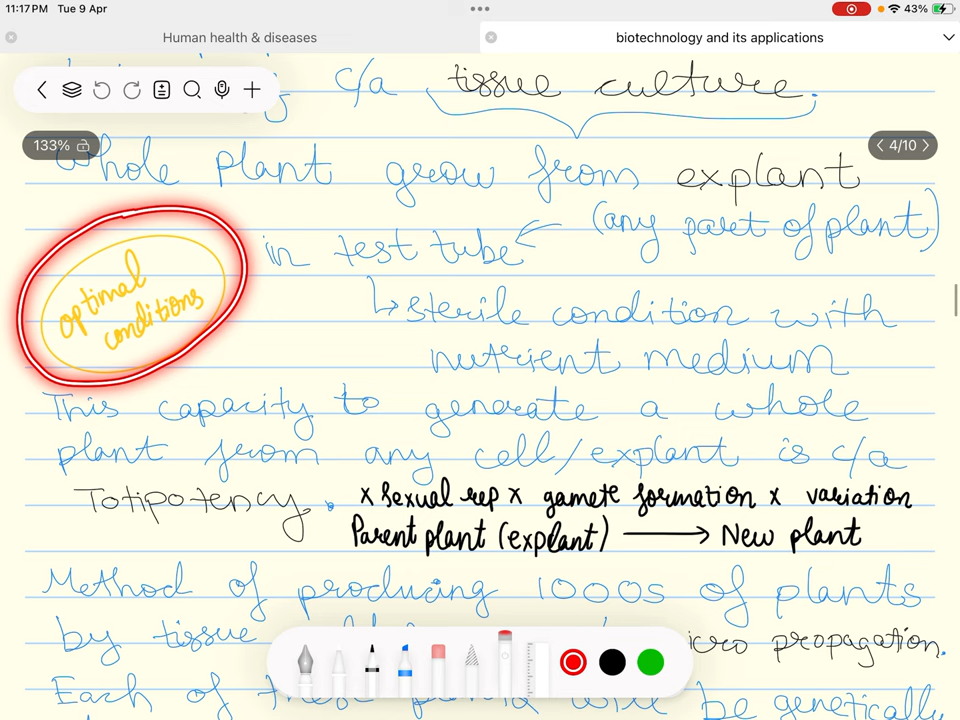 11:17 PM Tue 9 Apr
43%
Human health & diseases
biotechnology and its applications
c/a tissue culture.
133%
4/10
Whole plant grow from explant
(any part of plant)
in test tube
optimal
conditions
sterile condition with
nutrient medium
This capacity to generate a whole
plant from any cell/explant is c/a
Totipotency.
x Sexual rep x gamete formation x variation
Parent plant (explant) → New plant
Method of producing 1000s of plants
by tissue
propagation.
Each of these will be genetically